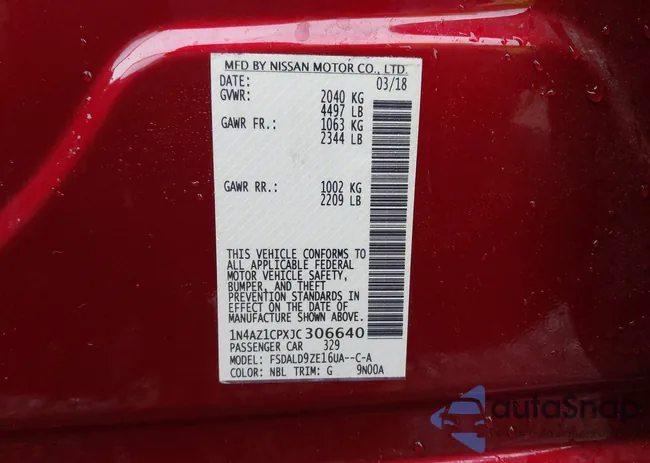 MFD BY NISSAN MOTOR CO., LTD.
DATE: 03/18
GVWR: 2040 KG
4497 LB
GAWR FR.: 1063 KG
2344 LB
GAWR RR.: 1002 KG
2209 LB
THIS VEHICLE CONFORMS TO
ALL APPLICABLE FEDERAL
MOTOR VEHICLE SAFETY,
BUMPER, AND THEFT
PREVENTION STANDARDS IN
EFFECT ON THE DATE OF
MANUFACTURE SHOWN ABOVE.
1N4AZ1CPXJC306640
PASSENGER CAR 329
MODEL: FSDALD9ZE16UA--C-A
COLOR: NBL TRIM: G 9N00A
autoSnap